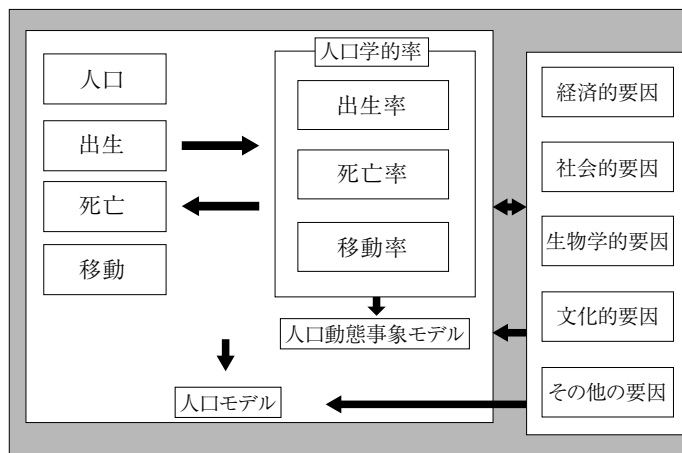 人口
出生
死亡
移動
人口学的率
出生率
死亡率
移動率
人口動態事象モデル
人口モデル
経済的要因
社会的要因
生物学的要因
文化的要因
その他の要因